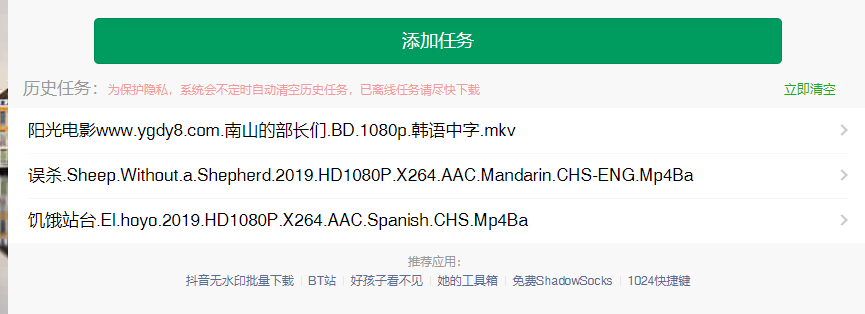 添加任务
历史任务：为保护隐私，系统会不定时自动清空历史任务，已离线任务请尽快下载 立即清空
阳光电影www.ygdy8.com.南山的部长们.BD.1080p.韩语中字.mkv
误杀.Sheep.Without.a.Shepherd.2019.HD1080P.X264.AAC.Mandarin.CHS-ENG.Mp4Ba
饥饿站台.El.hoyo.2019.HD1080P.X264.AAC.Spanish.CHS.Mp4Ba
推荐应用：
抖音无水印批量下载 | BT站 | 好孩子看不见 | 她的工具箱 | 免费ShadowSocks | 1024快捷键